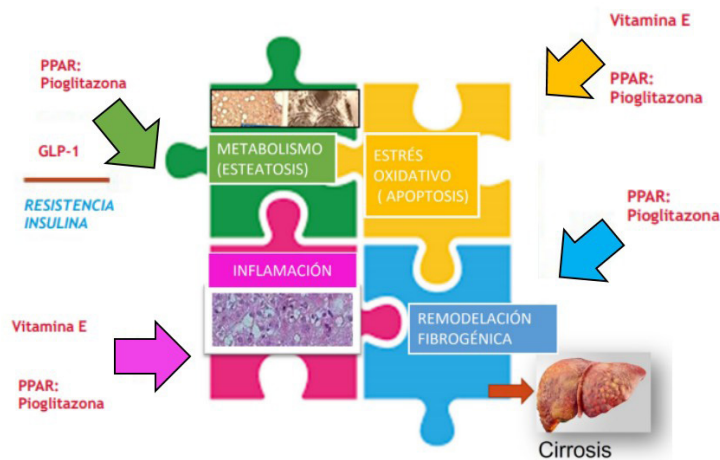 Vitamina E
PPAR:
Pioglitazona
PPAR:
Pioglitazona
GLP-1
RESISTENCIA
INSULINA
METABOLISMO
(ESTEATOSIS)
ESTRÉS
OXIDATIVO
( APOPTOSIS)
PPAR:
Pioglitazona
INFLAMACIÓN
Vitamina E
PPAR:
Pioglitazona
REMODELACIÓN
FIBROGÉNICA
Cirrosis